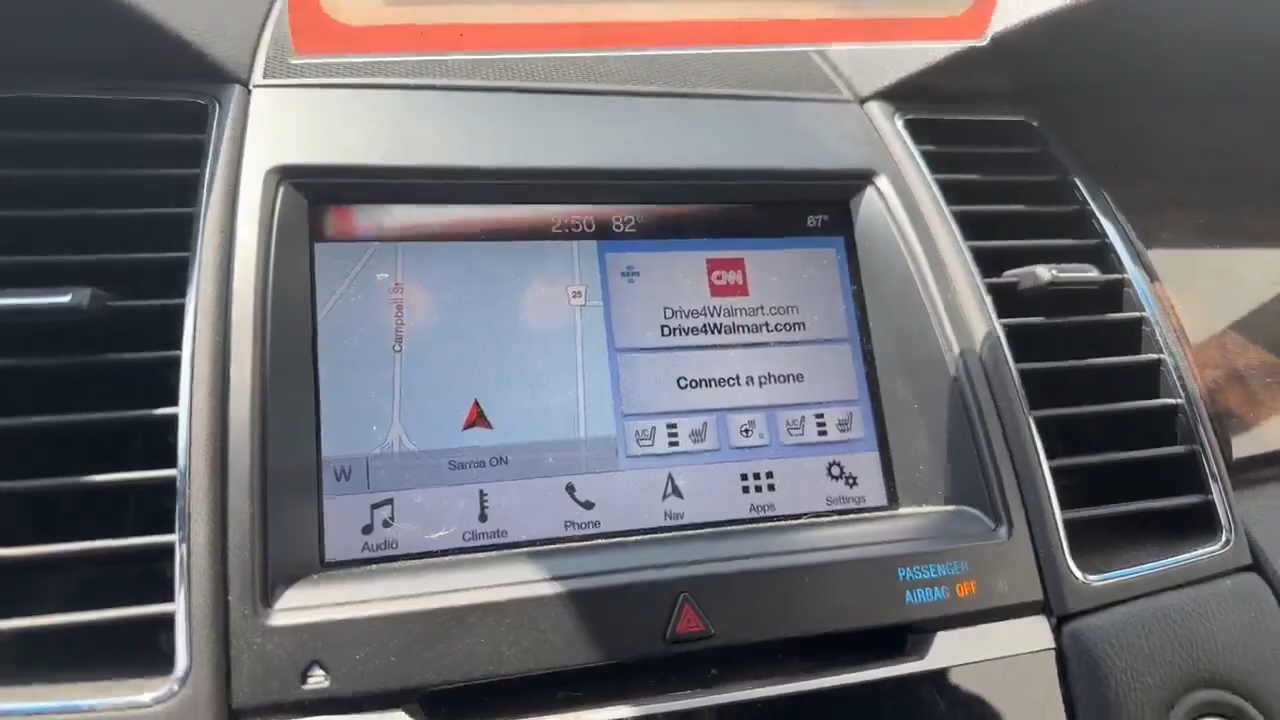 2:50 82°
67°
Campbell St
25
CNN
Drive4Walmart.com
Drive4Walmart.com
Connect a phone
A/C
A/C
W
Sarnia ON
Audio
Climate
Phone
Nav
Apps
Settings
PASSENGER
AIRBAG OFF